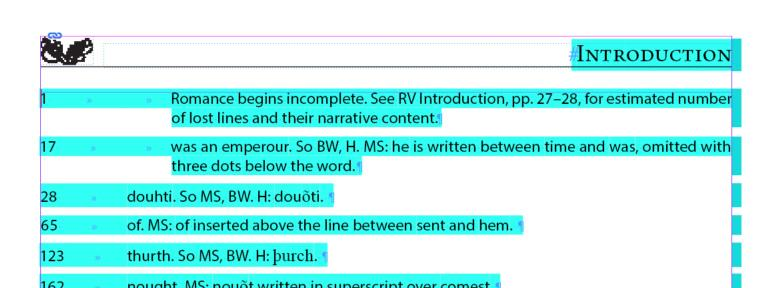 Introduction
1 Romance begins incomplete. See RV Introduction, pp. 27–28, for estimated number
of lost lines and their narrative content.
17 was an emperour. So BW, H. MS: he is written between time and was, omitted with
three dots below the word.
28 douhti. So MS, BW. H: douðti.
65 of. MS: of inserted above the line between sent and hem.
123 thurth. So MS, BW. H: þurch.
162 nought. MS: nouðt written in superscript over comest.